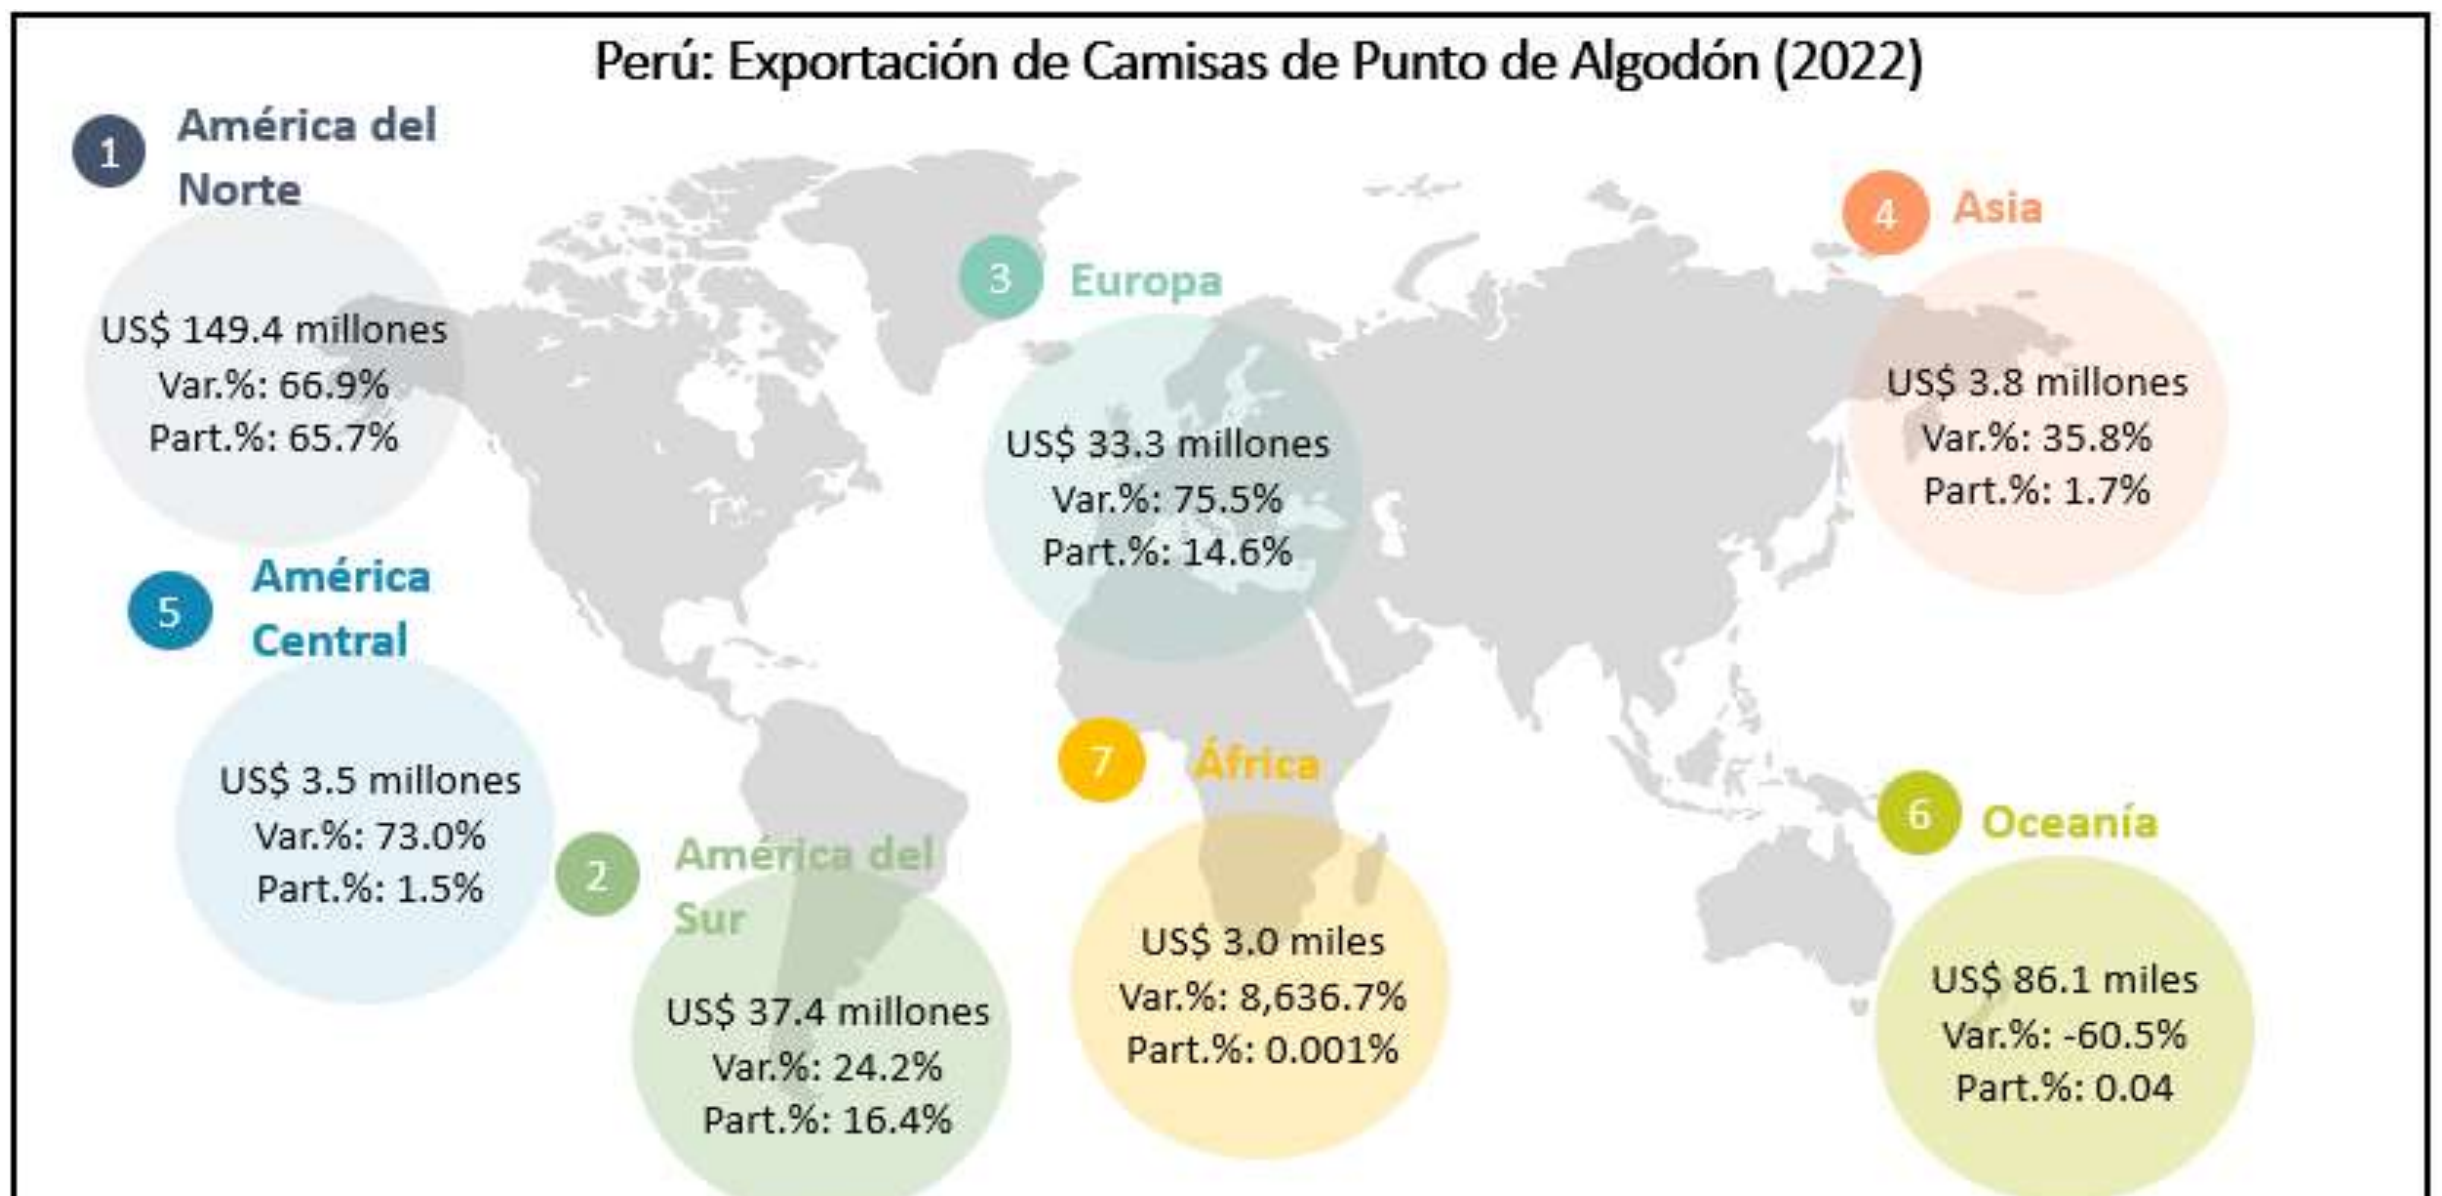 Perú: Exportación de Camisas de Punto de Algodón (2022)
1
América del
Norte
US$ 149.4 millones
Var.%: 66.9%
Part.%: 65.7%
3
Europa
US$ 33.3 millones
Var.%: 75.5%
Part.%: 14.6%
4
Asia
US$ 3.8 millones
Var.%: 35.8%
Part.%: 1.7%
5
América
Central
US$ 3.5 millones
Var.%: 73.0%
Part.%: 1.5%
2
América del
Sur
US$ 37.4 millones
Var.%: 24.2%
Part.%: 16.4%
7
África
US$ 3.0 miles
Var.%: 8,636.7%
Part.%: 0.001%
6
Oceanía
US$ 86.1 miles
Var.%: -60.5%
Part.%: 0.04